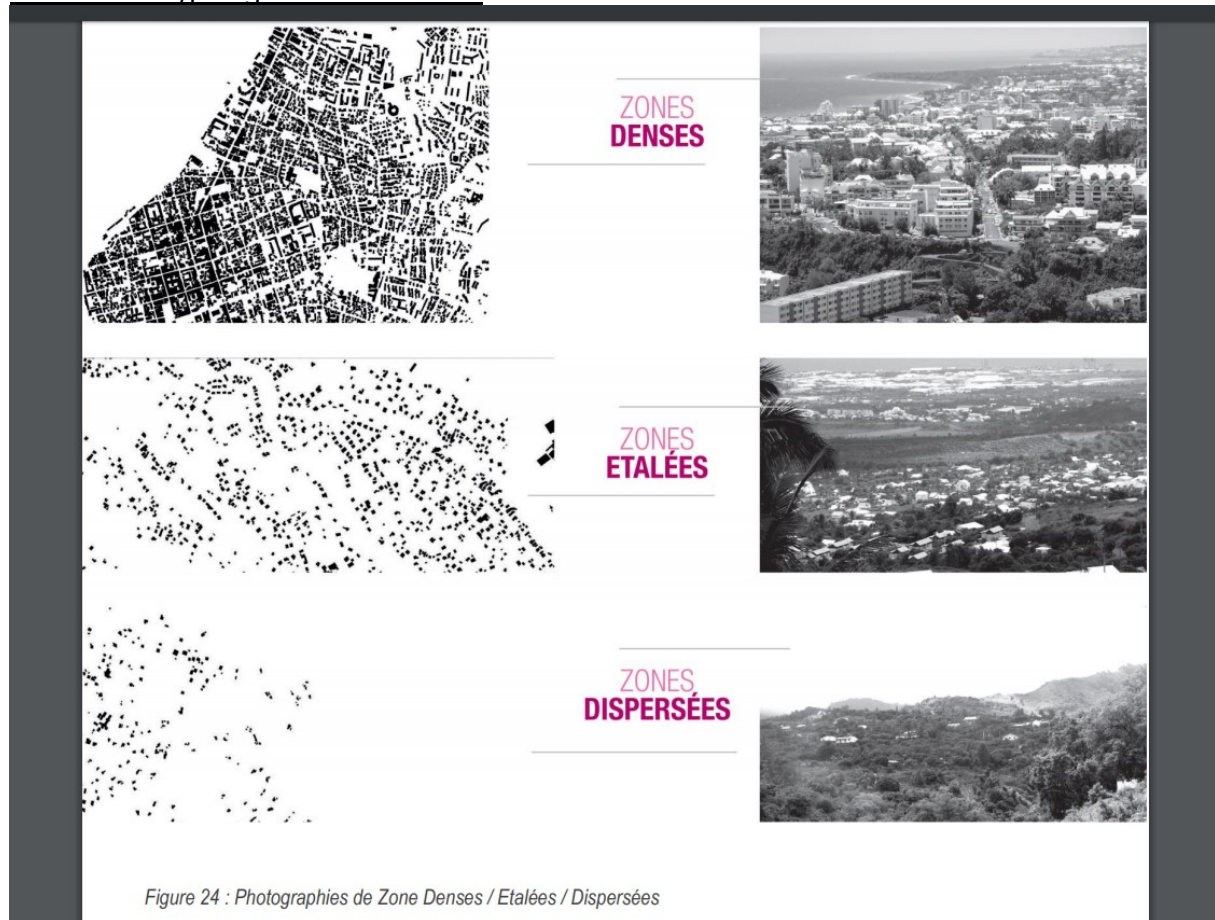 ZONES
DENSES
ZONES
ETALÉES
ZONES
DISPERSÉES
Figure 24 : Photographies de Zone Denses / Etalées / Dispersées